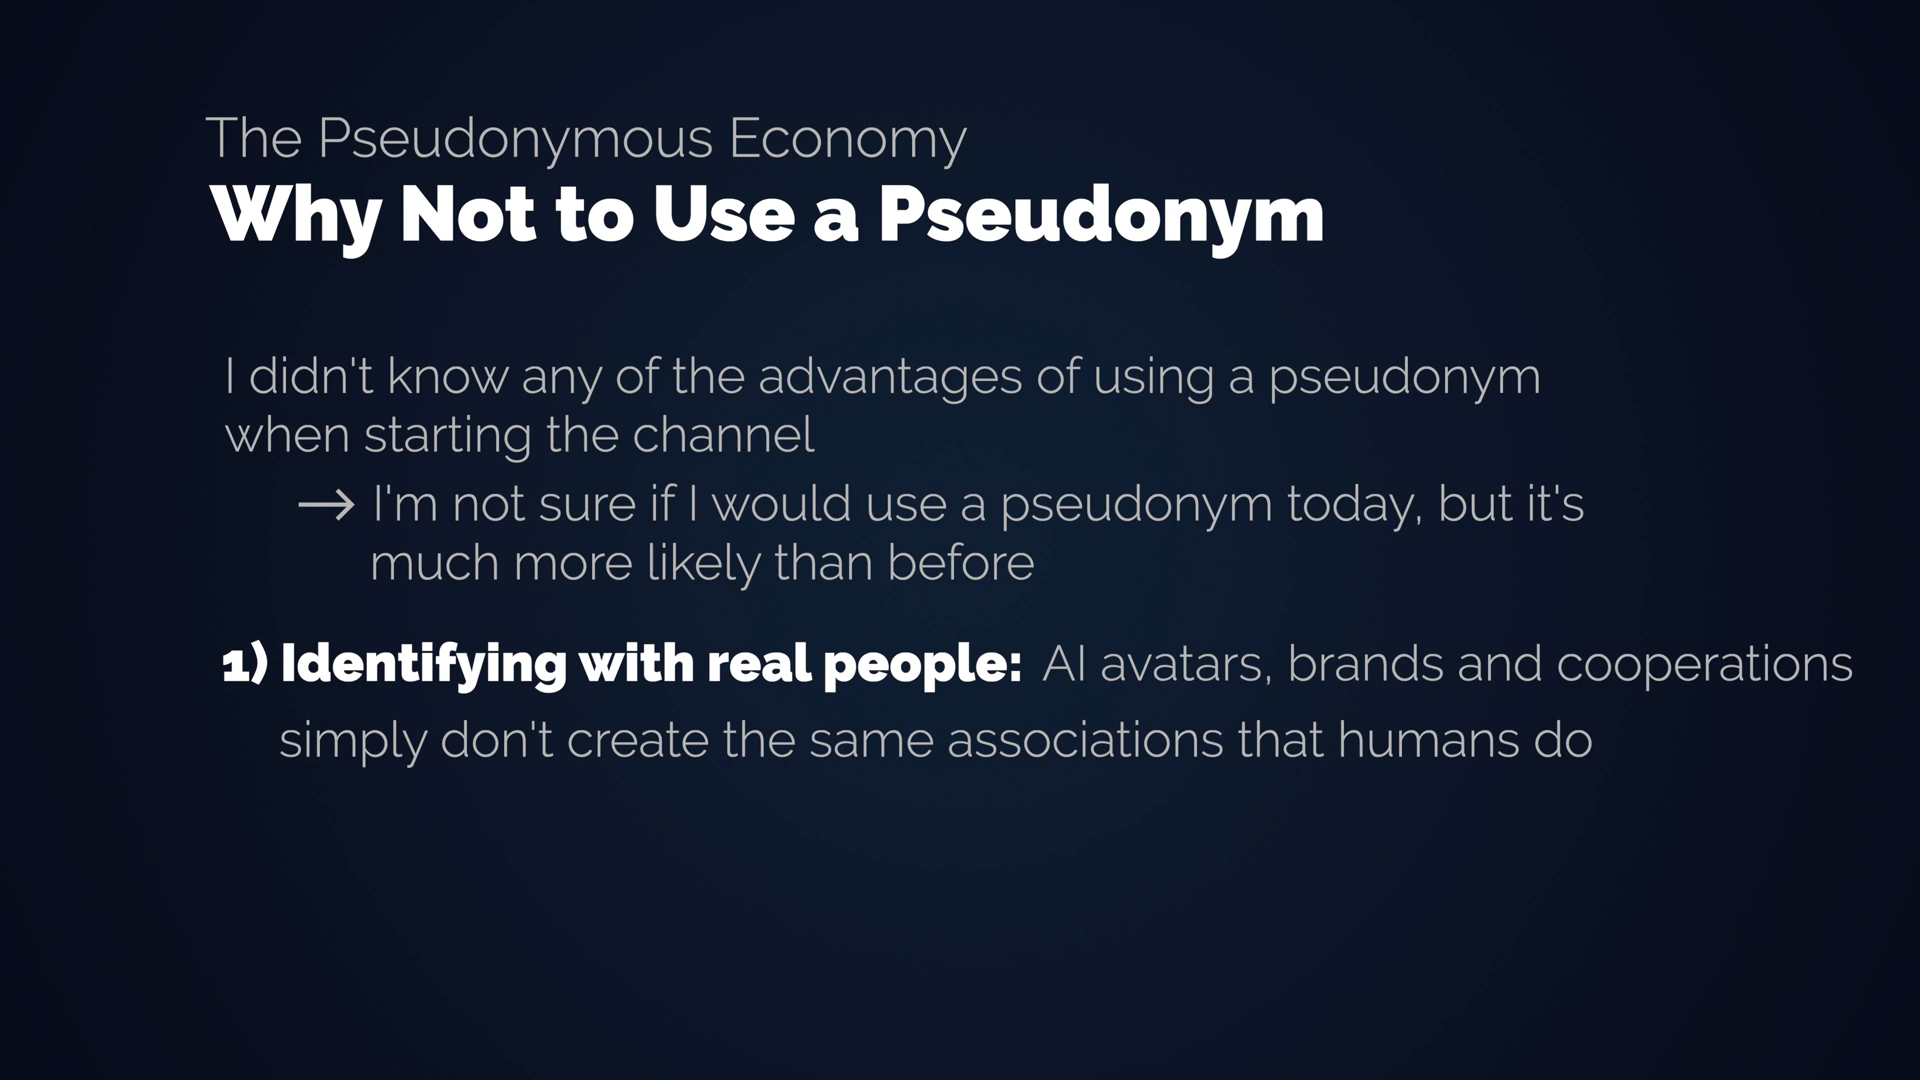 The Pseudonymous Economy
Why Not to Use a Pseudonym
I didn't know any of the advantages of using a pseudonym
when starting the channel
→ I'm not sure if I would use a pseudonym today, but it's
much more likely than before
1) Identifying with real people: AI avatars, brands and cooperations
simply don't create the same associations that humans do